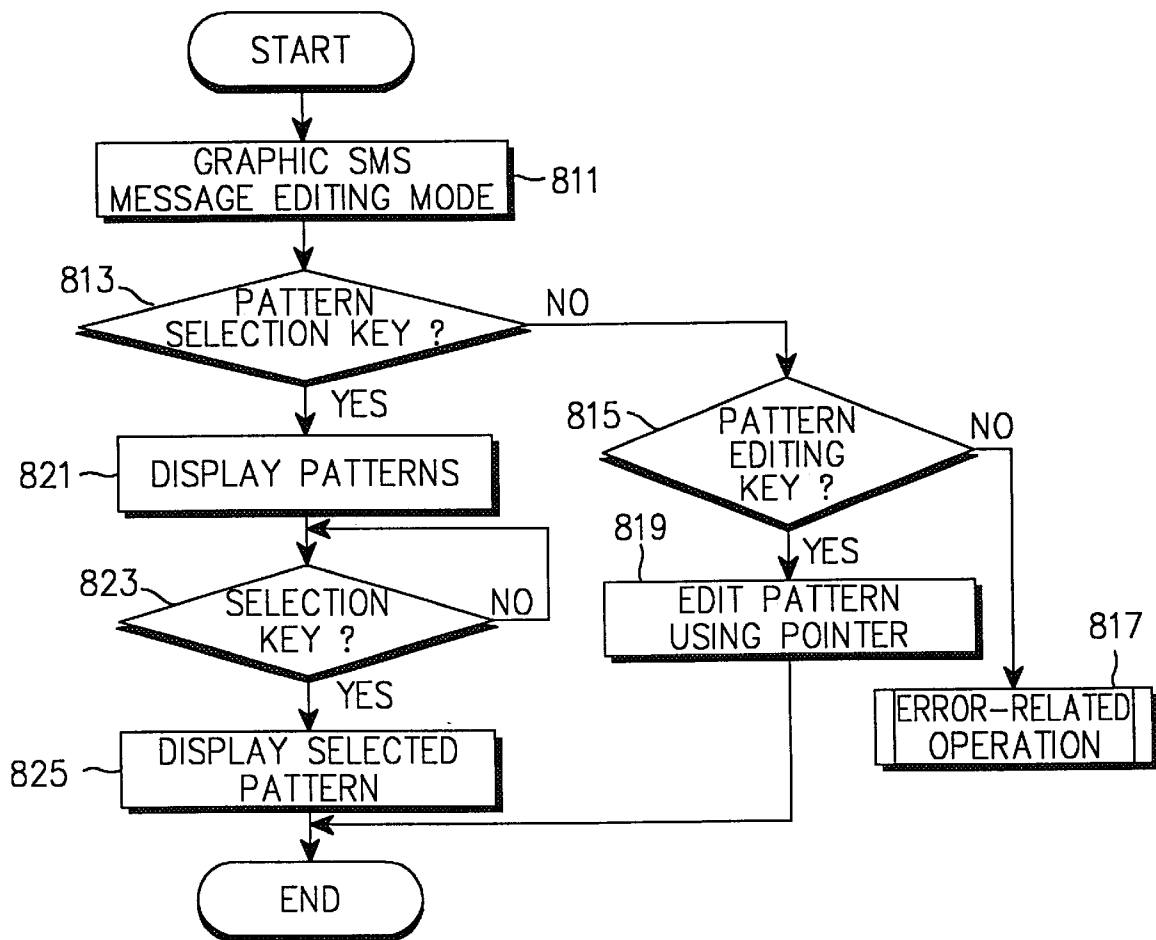 START
GRAPHIC SMS
MESSAGE EDITING MODE
811
813
PATTERN
SELECTION KEY ?
NO
YES
815
PATTERN
EDITING
KEY ?
NO
821
DISPLAY PATTERNS
819
YES
EDIT PATTERN
USING POINTER
823
SELECTION
KEY ?
NO
YES
817
ERROR-RELATED
OPERATION
825
DISPLAY SELECTED
PATTERN
END